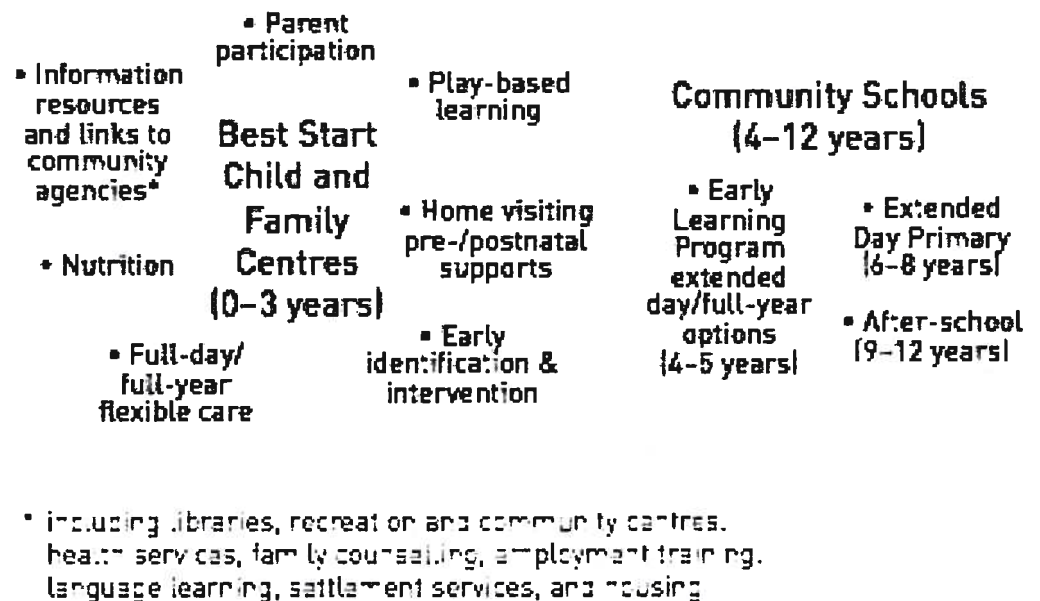 • Parent
participation
• Information
resources
and links to
community
agencies*
• Play-based
learning
Best Start
Child and
Family
Centres
(0–3 years)
• Home visiting
pre-/postnatal
supports
• Nutrition
• Early
identification &
intervention
• Full-day/
full-year
flexible care
Community Schools
(4–12 years)
• Early
Learning
Program
extended
day/full-year
options
(4–5 years)
• Extended
Day Primary
(6–8 years)
• After-school
(9–12 years)
* including libraries, recreation and community centres,
health services, family counselling, employment training,
language learning, settlement services, and housing